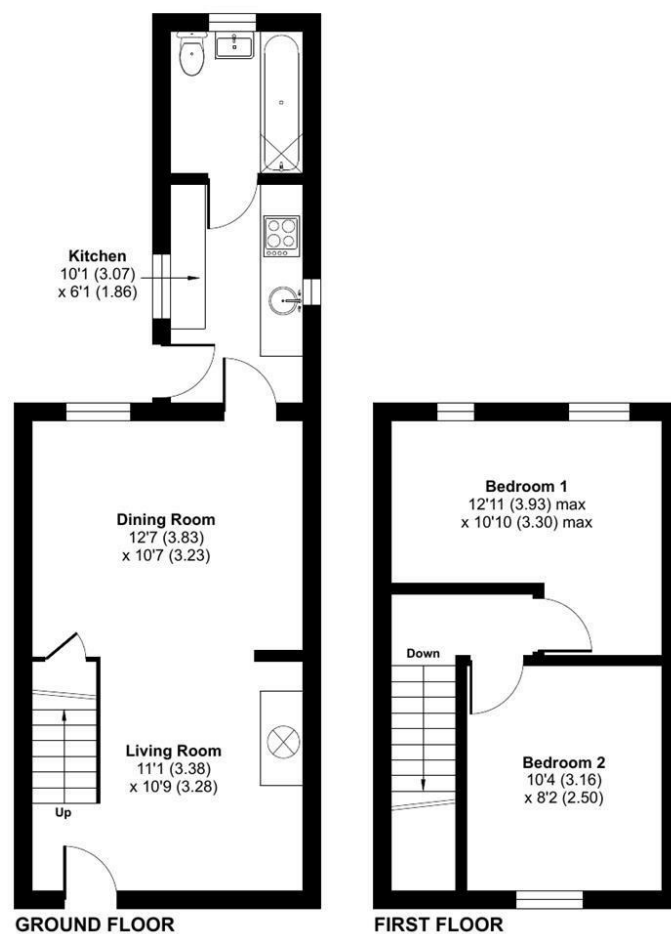 Kitchen
10'1 (3.07)
x 6'1 (1.86)
Dining Room
12'7 (3.83)
x 10'7 (3.23)
Living Room
11'1 (3.38)
x 10'9 (3.28)
Up
GROUND FLOOR
Bedroom 1
12'11 (3.93) max
x 10'10 (3.30) max
Down
Bedroom 2
10'4 (3.16)
x 8'2 (2.50)
FIRST FLOOR